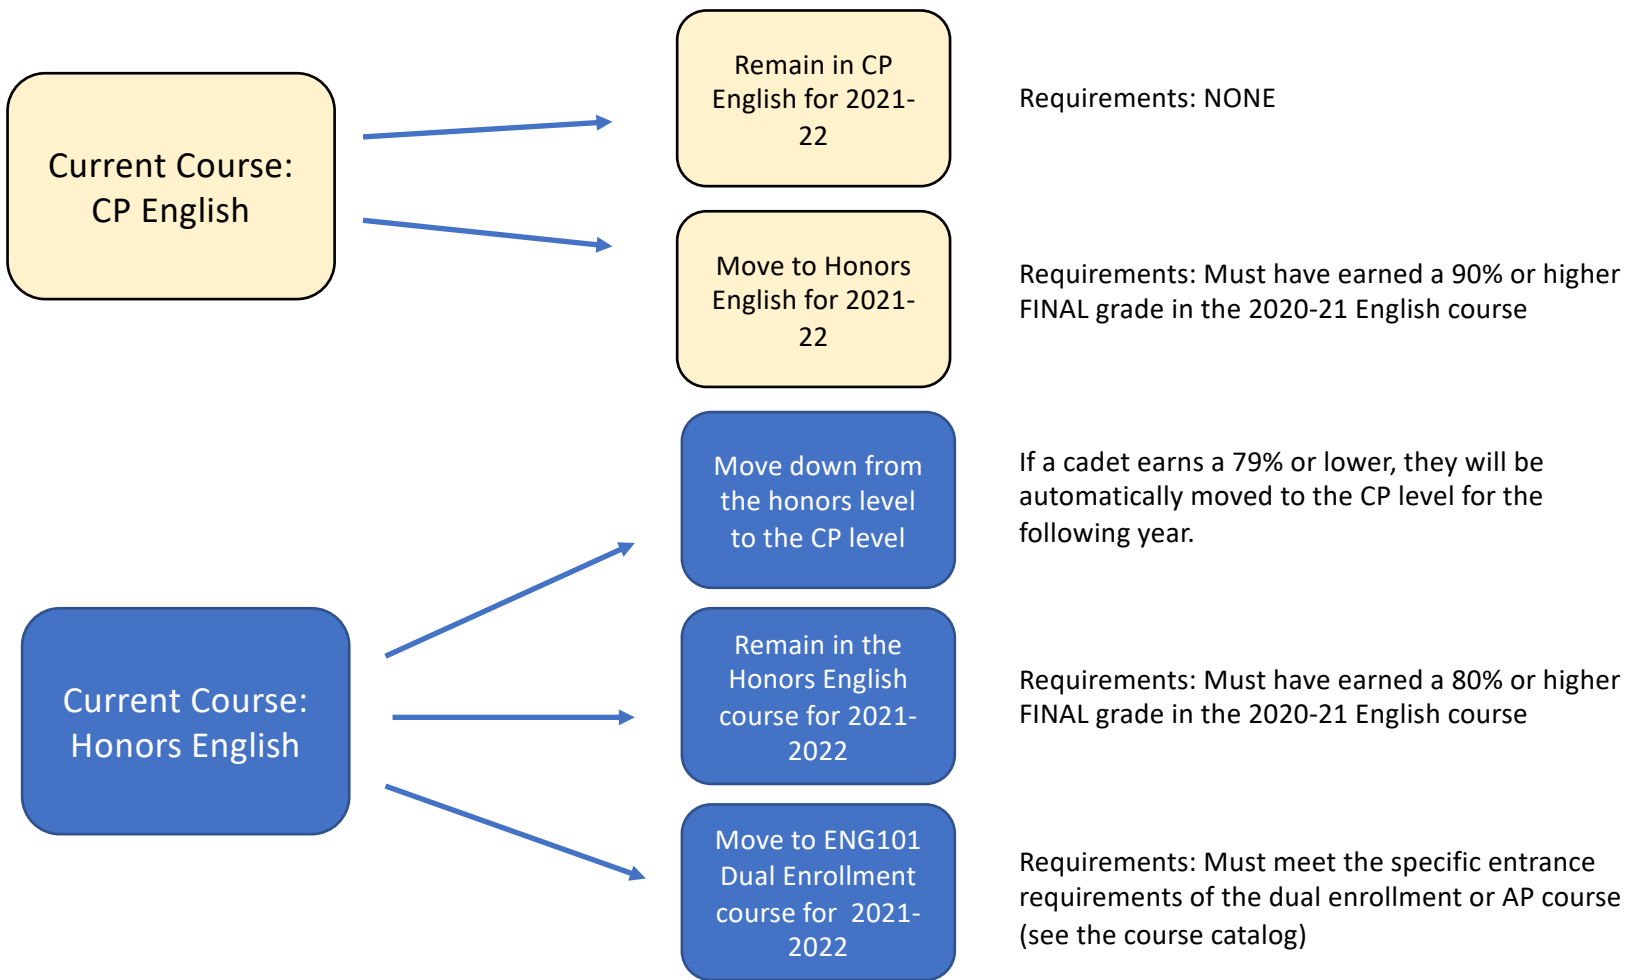 Current Course:
CP English
Remain in CP
English for 2021-
22
Requirements: NONE
Move to Honors
English for 2021-
22
Requirements: Must have earned a 90% or higher
FINAL grade in the 2020-21 English course
Current Course:
Honors English
Move down from
the honors level
to the CP level
If a cadet earns a 79% or lower, they will be
automatically moved to the CP level for the
following year.
Remain in the
Honors English
course for 2021-
2022
Requirements: Must have earned a 80% or higher
FINAL grade in the 2020-21 English course
Move to ENG101
Dual Enrollment
course for  2021-
2022
Requirements: Must meet the specific entrance
requirements of the dual enrollment or AP course
(see the course catalog)